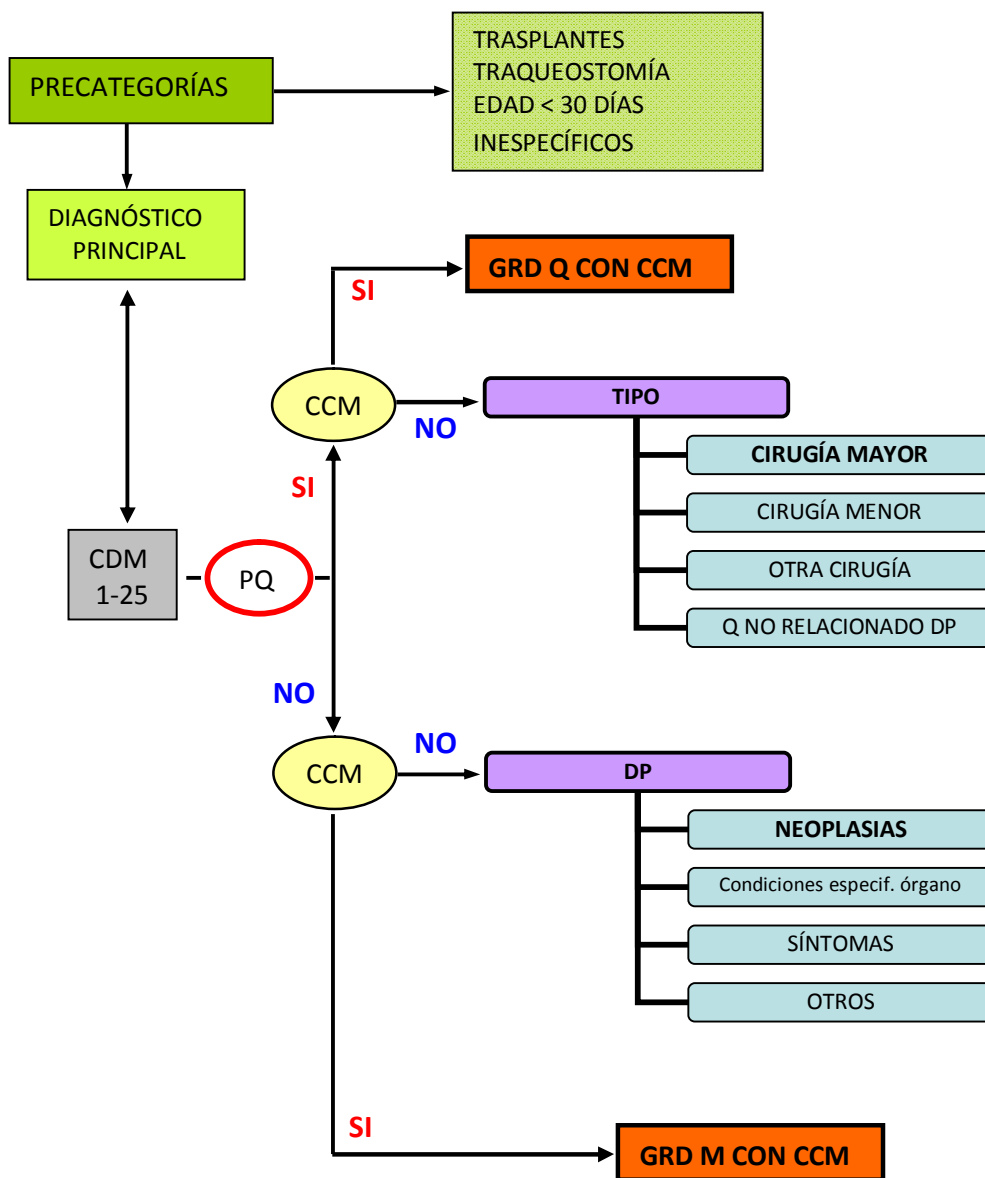 PRECATEGORÍAS
TRASPLANTES
TRAQUEOSTOMÍA
EDAD < 30 DÍAS
INESPECÍFICOS
DIAGNÓSTICO
PRINCIPAL
GRD Q CON CCM
SI
CCM
NO
TIPO
CIRUGÍA MAYOR
SI
CIRUGÍA MENOR
CDM
1-25
PQ
OTRA CIRUGÍA
Q NO RELACIONADO DP
NO
CCM
NO
DP
NEOPLASIAS
Condiciones especif. órgano
SÍNTOMAS
OTROS
SI
GRD M CON CCM